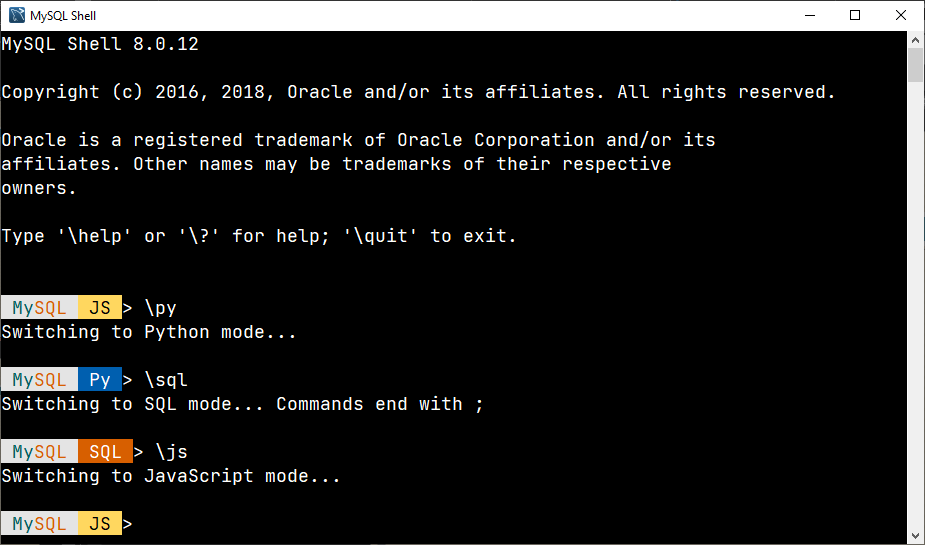 MySQL Shell
MySQL Shell 8.0.12
Copyright (c) 2016, 2018, Oracle and/or its affiliates. All rights reserved.
Oracle is a registered trademark of Oracle Corporation and/or its
affiliates. Other names may be trademarks of their respective
owners.
Type '\help' or '\?' for help; '\quit' to exit.
MySQL JS > \py
Switching to Python mode...
MySQL Py > \sql
Switching to SQL mode... Commands end with ;
MySQL SQL > \js
Switching to JavaScript mode...
MySQL JS >